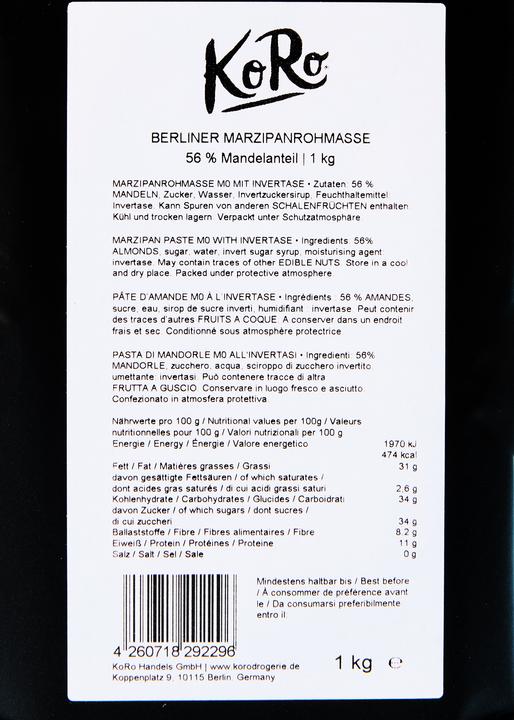 KoRo
BERLINER MARZIPANROHMASSE
56 % Mandelanteil | 1 kg
MARZIPANROHMASSE M0 MIT INVERTASE • Zutaten: 56 %
MANDELN, Zucker, Wasser, Invertzuckersirup, Feuchthaltemittel:
Invertase. Kann Spuren von anderen SCHALENFRÜCHTEN enthalten.
Kühl und trocken lagern. Verpackt unter Schutzatmosphäre.
MARZIPAN PASTE M0 WITH INVERTASE • Ingredients: 56%
ALMONDS, sugar, water, invert sugar syrup, moisturising agent:
invertase. May contain traces of other EDIBLE NUTS. Store in a cool
and dry place. Packed under protective atmosphere.
PÂTE D'AMANDE M0 À L'INVERTASE • Ingrédients : 56 % AMANDES,
sucre, eau, sirop de sucre inverti, humidifiant : invertase. Peut contenir
des traces d'autres FRUITS A COQUE. A conserver dans un endroit
frais et sec. Conditionné sous atmosphère protectrice.
PASTA DI MANDORLE M0 ALL'INVERTASI • Ingredienti: 56%
MANDORLE, zucchero, acqua, sciroppo di zucchero invertito,
umettante: invertasi. Può contenere tracce di altra
FRUTTA A GUSCIO. Conservare in luogo fresco e asciutto.
Confezionato in atmosfera protettiva.
Nährwerte pro 100 g / Nutritional values per 100g / Valeurs
nutritionnelles pour 100 g / Valori nutrizionali per 100 g
Energie / Energy / Énergie / Valore energetico 1970 kJ
474 kcal
Fett / Fat / Matières grasses / Grassi 31 g
davon gesättigte Fettsäuren / of which saturates /
dont acides gras saturés / di cui acidi grassi saturi 2,6 g
Kohlenhydrate / Carbohydrates / Glucides / Carboidrati 34 g
davon Zucker / of which sugars / dont sucres /
di cui zuccheri 34 g
Ballaststoffe / Fibre / Fibres alimentaires / Fibre 8.2 g
Eiweiß / Protein / Protéines / Proteine 11 g
Salz / Salt / Sel / Sale 0 g
Mindestens haltbar bis / Best before
/ À consommer de préférence avant
le / Da consumarsi preferibilmente
entro il:
4 260718 292296
KoRo Handels GmbH | www.korodrogerie.de
Koppenplatz 9, 10115 Berlin, Germany
1 kg ℮